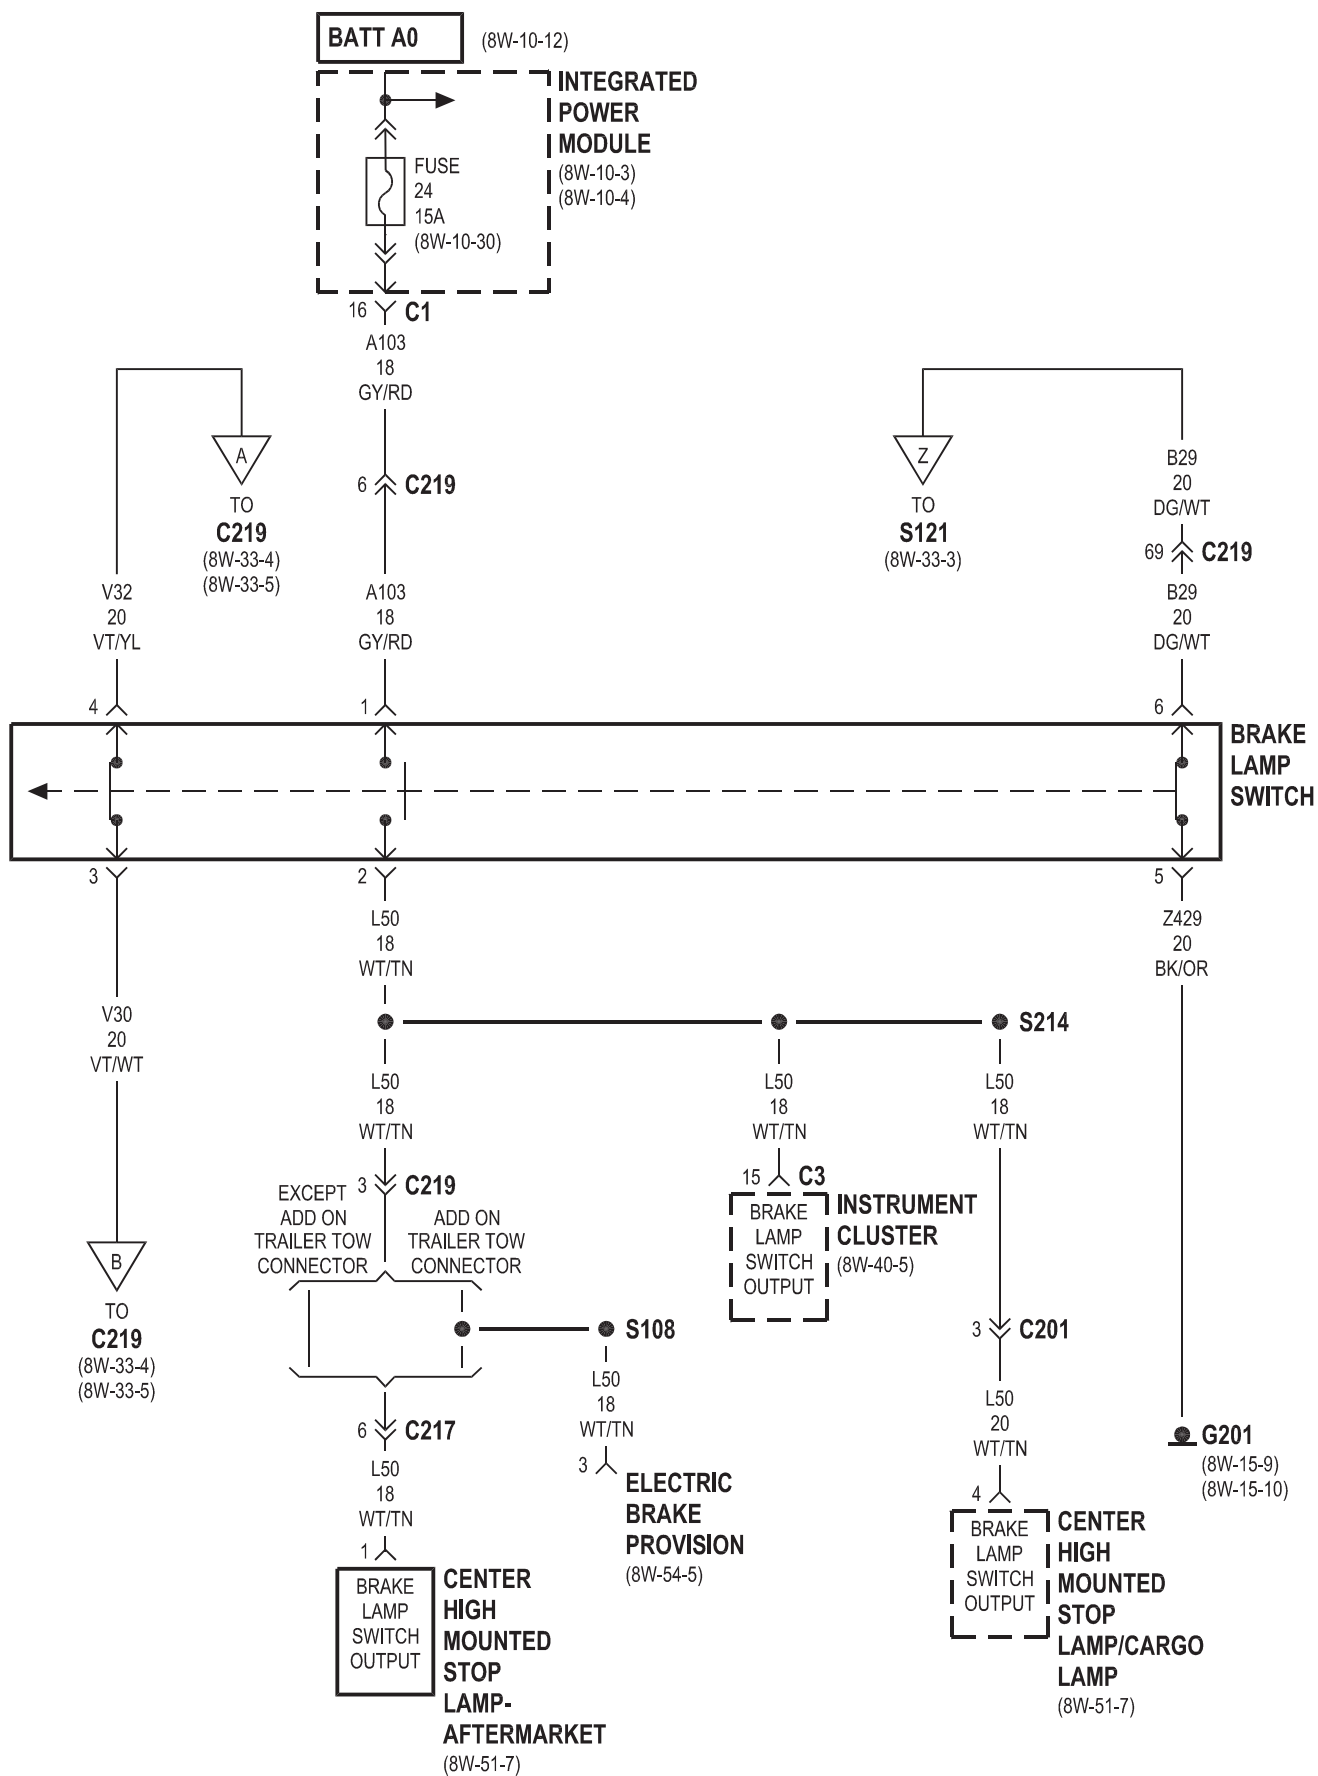 BATT A0
(8W-10-12)
INTEGRATED
POWER
MODULE
(8W-10-3)
(8W-10-4)
FUSE
24
15A
(8W-10-30)
16
C1
A103
18
GY/RD
6
C219
A
TO
C219
(8W-33-4)
(8W-33-5)
Z
TO
S121
(8W-33-3)
B29
20
DG/WT
69
C219
V32
20
VT/YL
A103
18
GY/RD
B29
20
DG/WT
4
1
6
BRAKE
LAMP
SWITCH
3
2
5
L50
18
WT/TN
Z429
20
BK/OR
V30
20
VT/WT
S214
L50
18
WT/TN
L50
18
WT/TN
L50
18
WT/TN
3
C219
15
C3
EXCEPT
ADD ON
TRAILER TOW
CONNECTOR
ADD ON
TRAILER TOW
CONNECTOR
BRAKE
LAMP
SWITCH
OUTPUT
INSTRUMENT
CLUSTER
(8W-40-5)
B
TO
C219
(8W-33-4)
(8W-33-5)
S108
3
C201
L50
18
WT/TN
L50
20
WT/TN
6
C217
G201
(8W-15-9)
(8W-15-10)
L50
18
WT/TN
3
ELECTRIC
BRAKE
PROVISION
(8W-54-5)
4
BRAKE
LAMP
SWITCH
OUTPUT
CENTER
HIGH
MOUNTED
STOP
LAMP/CARGO
LAMP
(8W-51-7)
1
BRAKE
LAMP
SWITCH
OUTPUT
CENTER
HIGH
MOUNTED
STOP
LAMP-
AFTERMARKET
(8W-51-7)